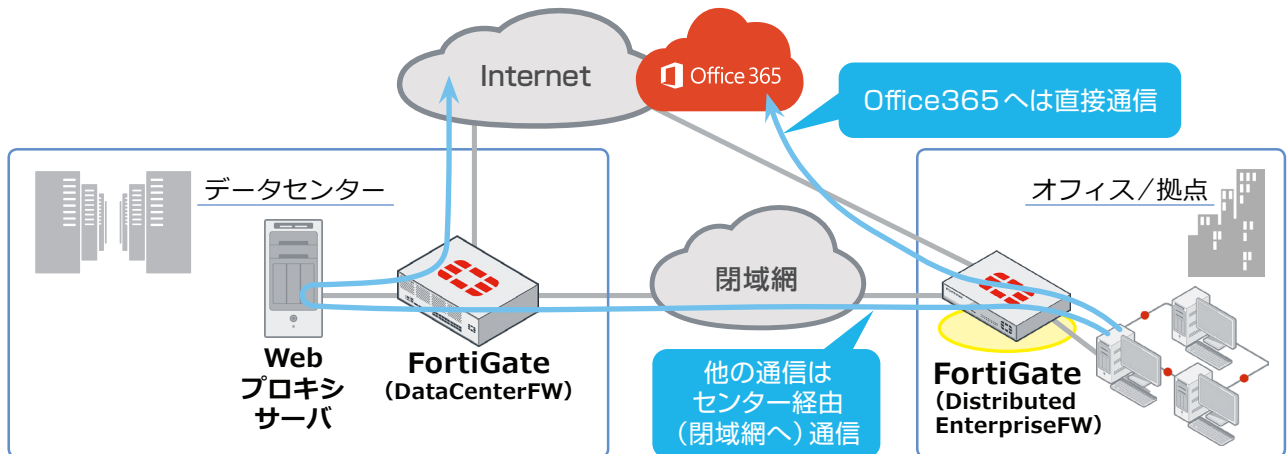 Internet
Office 365
Office365へは直接通信
データセンター
オフィス/拠点
閉域網
Web
プロキシ
サーバ
FortiGate
(DataCenterFW)
他の通信は
センター経由
(閉域網へ)通信
FortiGate
(Distributed
EnterpriseFW)